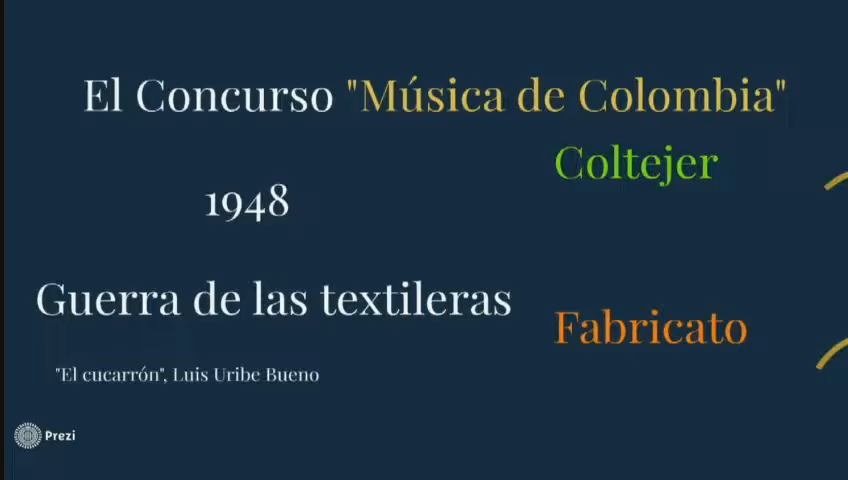 El Concurso "Música de Colombia"
Coltejer
1948
Guerra de las textileras
Fabricato
"El cucarrón", Luis Uribe Bueno
Prezi